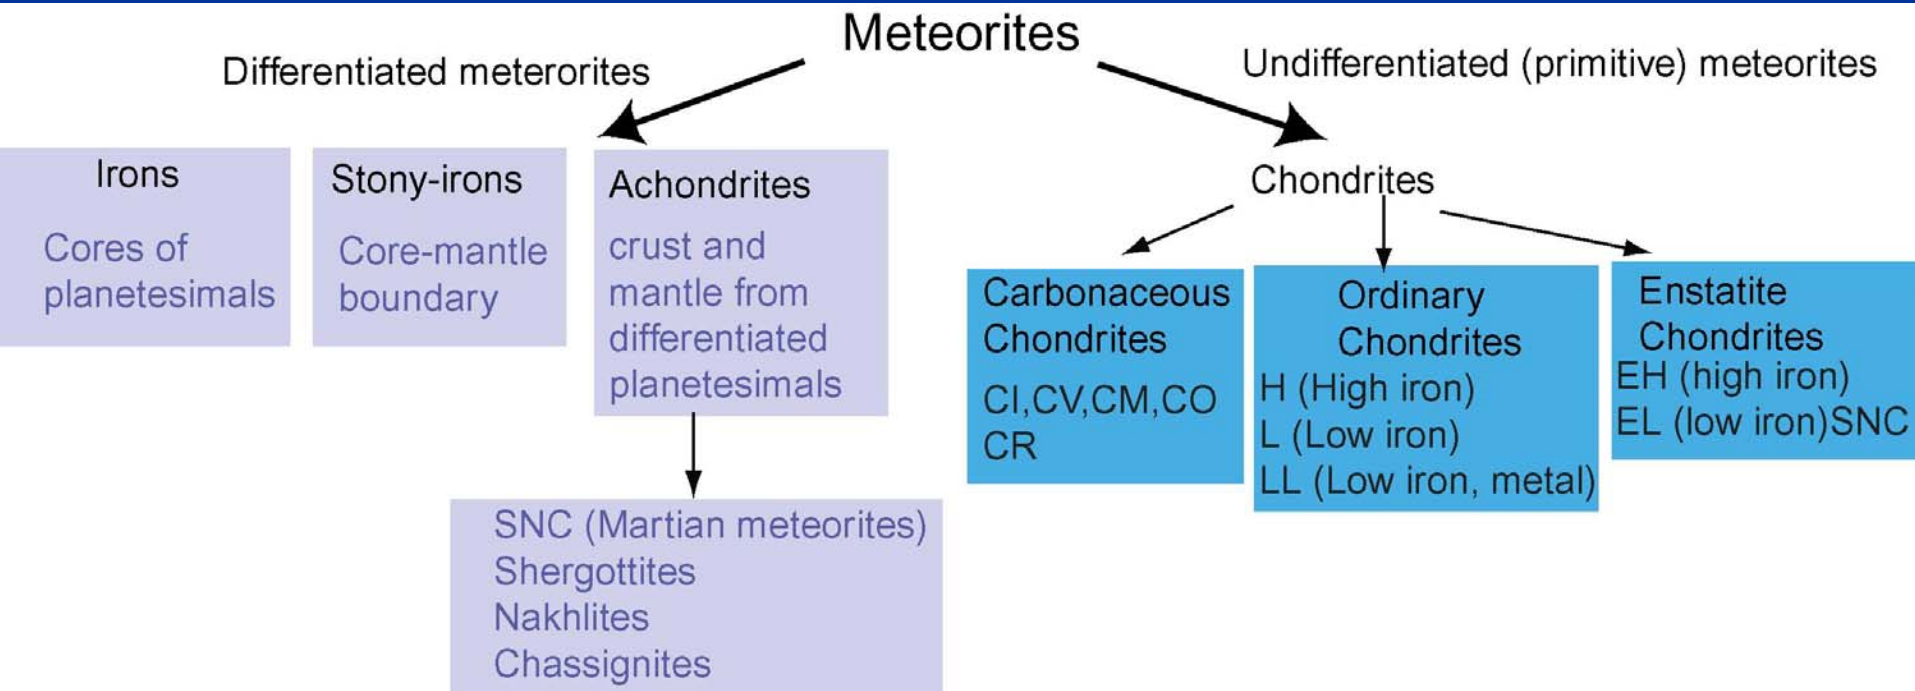 Meteorites
Differentiated meterorites
Undifferentiated (primitive) meteorites
Irons
Cores of
planetesimals
Stony-irons
Core-mantle
boundary
Achondrites
crust and
mantle from
differentiated
planetesimals
SNC (Martian meteorites)
Shergottites
Nakhlites
Chassignites
Chondrites
Carbonaceous
Chondrites
CI,CV,CM,CO
CR
Ordinary
Chondrites
H (High iron)
L (Low iron)
LL (Low iron, metal)
Enstatite
Chondrites
EH (high iron)
EL (low iron)SNC